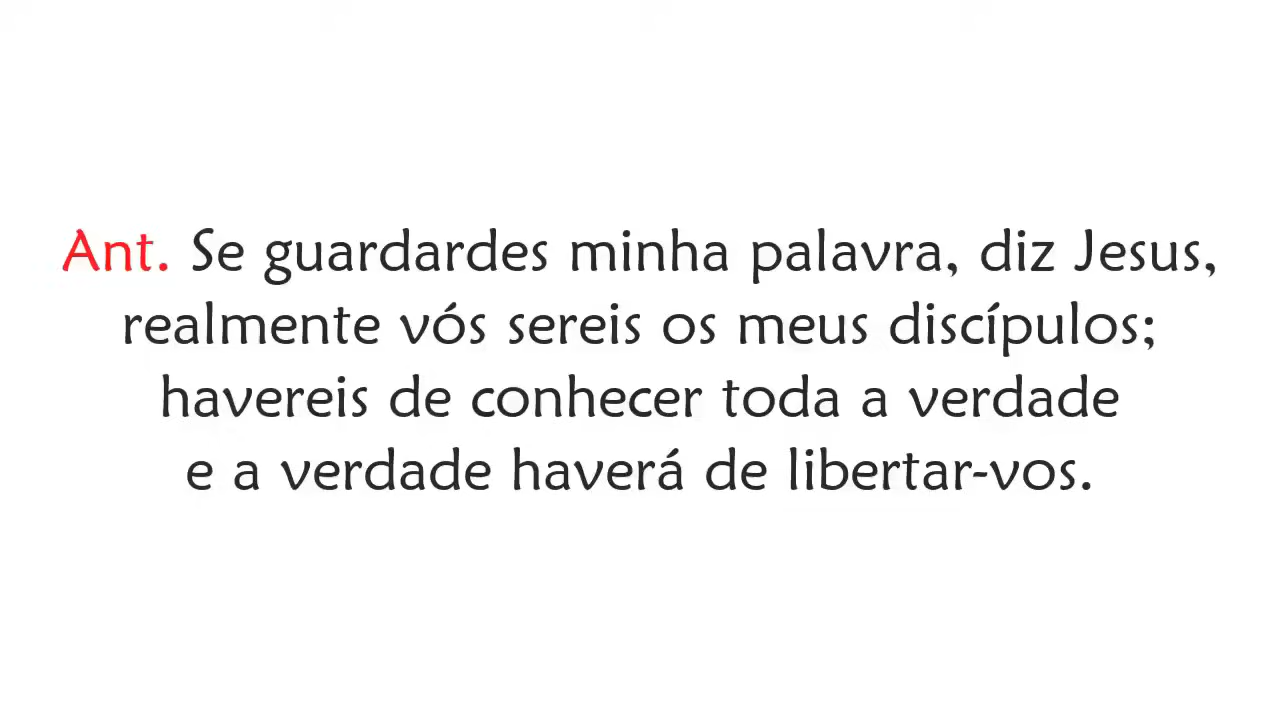 Ant. Se guardardes minha palavra, diz Jesus,
realmente vós sereis os meus discípulos;
havereis de conhecer toda a verdade
e a verdade haverá de libertar-vos.